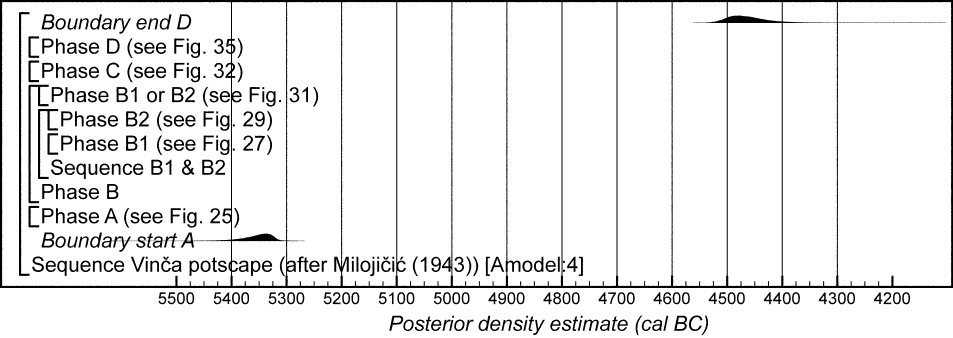 Boundary end D
Phase D (see Fig. 35)
Phase C (see Fig. 32)
Phase B1 or B2 (see Fig. 31)
Phase B2 (see Fig. 29)
Phase B1 (see Fig. 27)
Sequence B1 & B2
Phase B
Phase A (see Fig. 25)
Boundary start A
Sequence Vinča potscape (after Milojičić (1943)) [Amodel:4]
5500 5400 5300 5200 5100 5000 4900 4800 4700 4600 4500 4400 4300 4200
Posterior density estimate (cal BC)